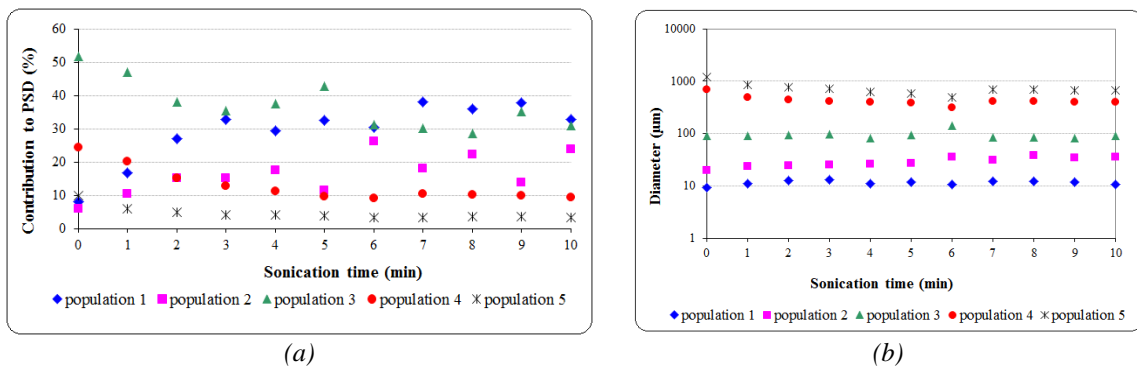 60
50
40
30
20
10
0
Contribution to PSD (%)
0 1 2 3 4 5 6 7 8 9 10
Sonication time (min)
population 1 population 2 population 3 population 4 population 5
(a)
10000
1000
100
10
1
Diameter (µm)
0 1 2 3 4 5 6 7 8 9 10
Sonication time (min)
population 1 population 2 population 3 population 4 population 5
(b)